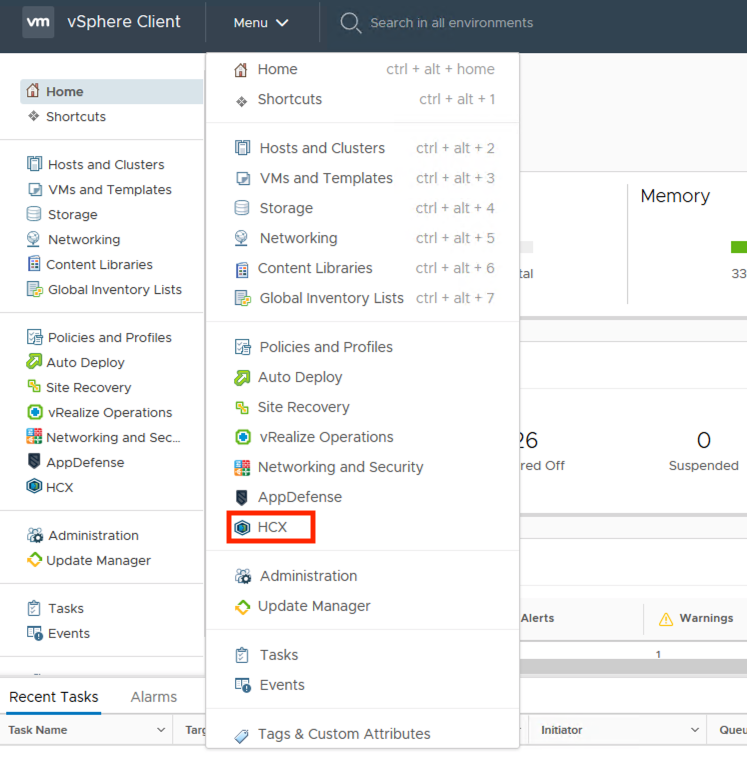 vm vSphere Client Menu Search in all environments
Home
Shortcuts
Hosts and Clusters
VMs and Templates
Storage
Networking
Content Libraries
Global Inventory Lists
Policies and Profiles
Auto Deploy
Site Recovery
vRealize Operations
Networking and Sec...
AppDefense
HCX
Administration
Update Manager
Tasks
Events
Home ctrl + alt + home
Shortcuts ctrl + alt + 1
Hosts and Clusters ctrl + alt + 2
VMs and Templates ctrl + alt + 3
Storage ctrl + alt + 4
Networking ctrl + alt + 5
Content Libraries ctrl + alt + 6
Global Inventory Lists ctrl + alt + 7
Policies and Profiles
Auto Deploy
Site Recovery
vRealize Operations
Networking and Security
AppDefense
HCX
Administration
Update Manager
Tasks
Events
Tags & Custom Attributes
Memory
tal 33
26 0
red Off Suspended
Alerts Warnings
1
Recent Tasks Alarms
Task Name Targ Initiator Queu